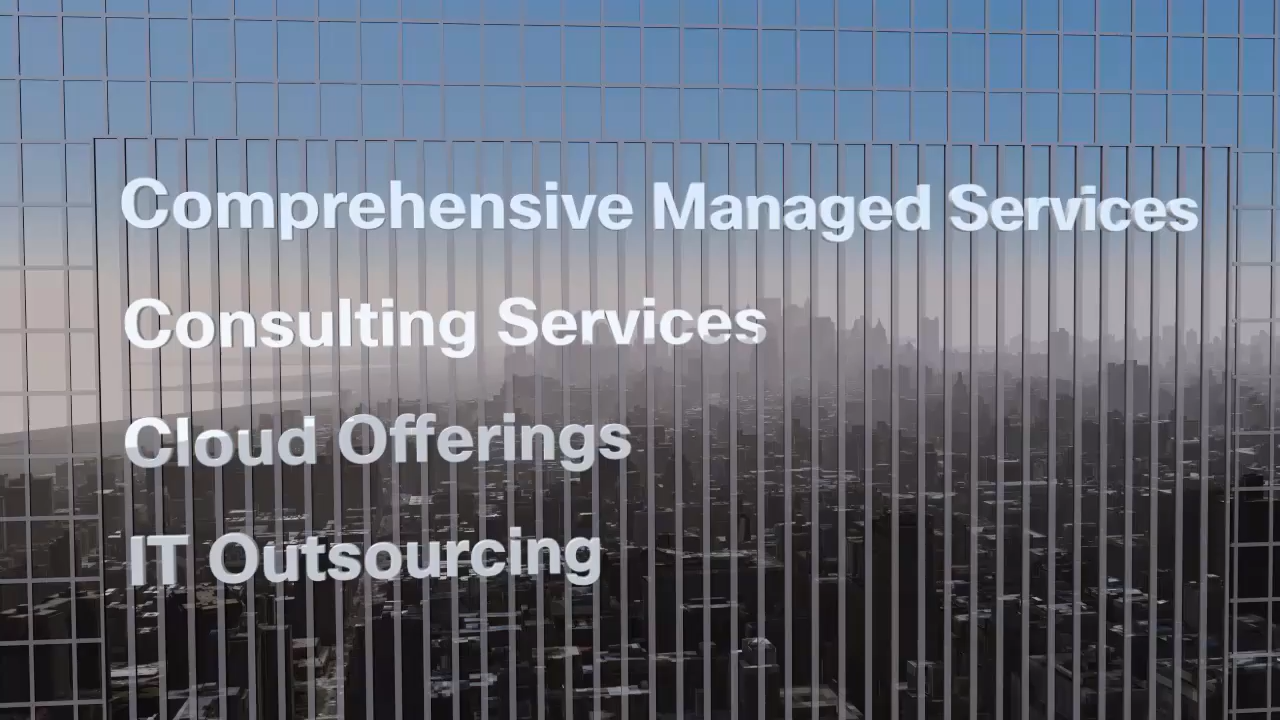 Comprehensive Managed Services
Consulting Services
Cloud Offerings
IT Outsourcing